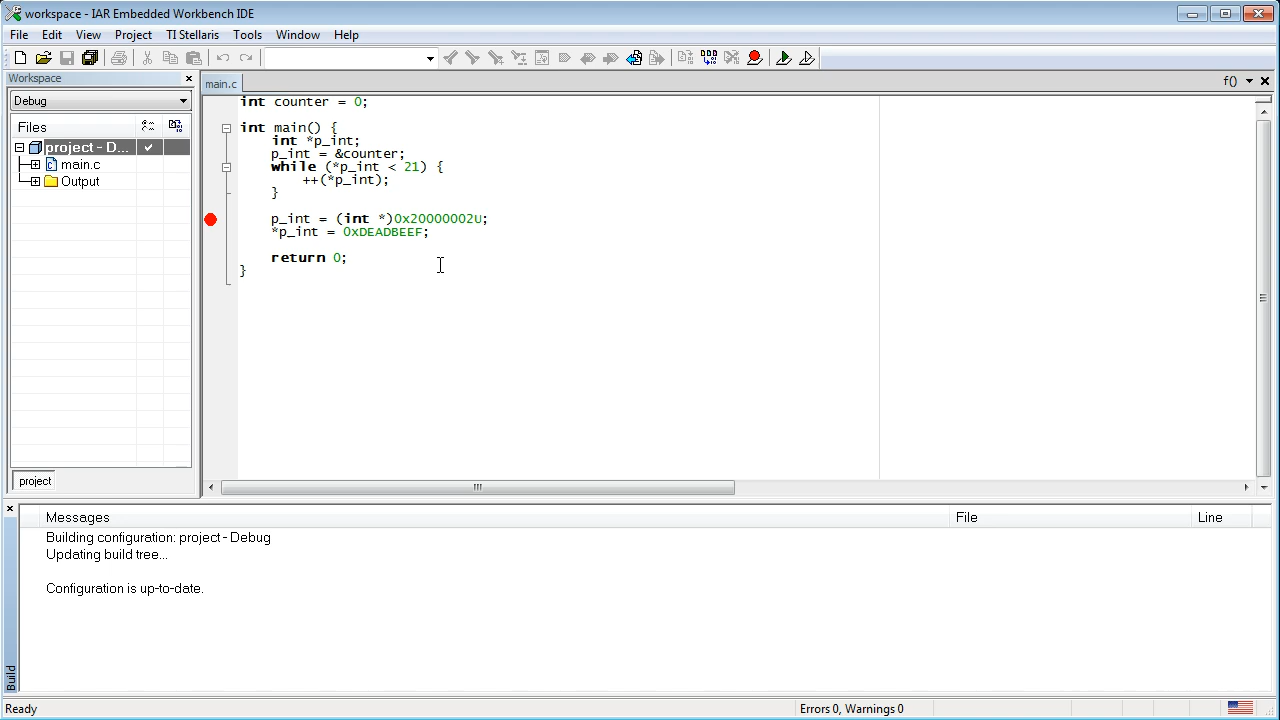 workspace - IAR Embedded Workbench IDE
File Edit View Project TI Stellaris Tools Window Help
Workspace
Debug
Files
project - D...
main.c
Output
project
main.c
f()
int counter = 0;
int main() {
int *p_int;
p_int = &counter;
while (*p_int < 21) {
++(*p_int);
}
p_int = (int *)0x20000002U;
*p_int = 0xDEADBEEF;
return 0;
}
Messages File Line
Building configuration: project - Debug
Updating build tree...
Configuration is up-to-date.
Build
Ready Errors 0, Warnings 0